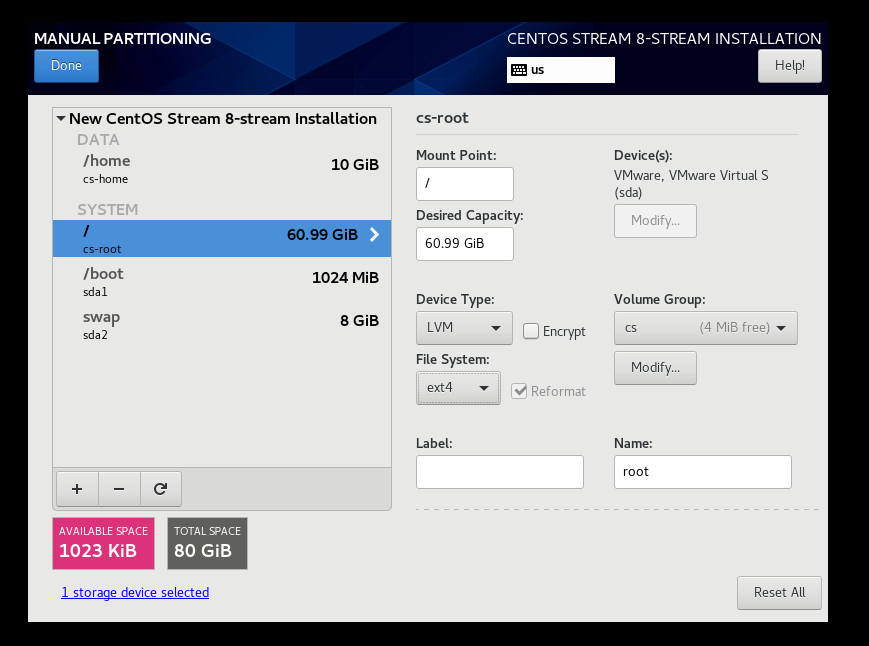 MANUAL PARTITIONING
CENTOS STREAM 8-STREAM INSTALLATION
Done
us
Help!
New CentOS Stream 8-stream Installation
DATA
/home
10 GiB
cs-home
SYSTEM
/
60.99 GiB
cs-root
/boot
1024 MiB
sda1
swap
8 GiB
sda2
+
−
AVAILABLE SPACE
1023 KiB
TOTAL SPACE
80 GiB
1 storage device selected
cs-root
Mount Point:
/
Desired Capacity:
60.99 GiB
Device(s):
VMware, VMware Virtual S
(sda)
Modify...
Device Type:
LVM
Encrypt
Volume Group:
cs (4 MiB free)
Modify...
File System:
ext4
Reformat
Label:
Name:
root
Reset All